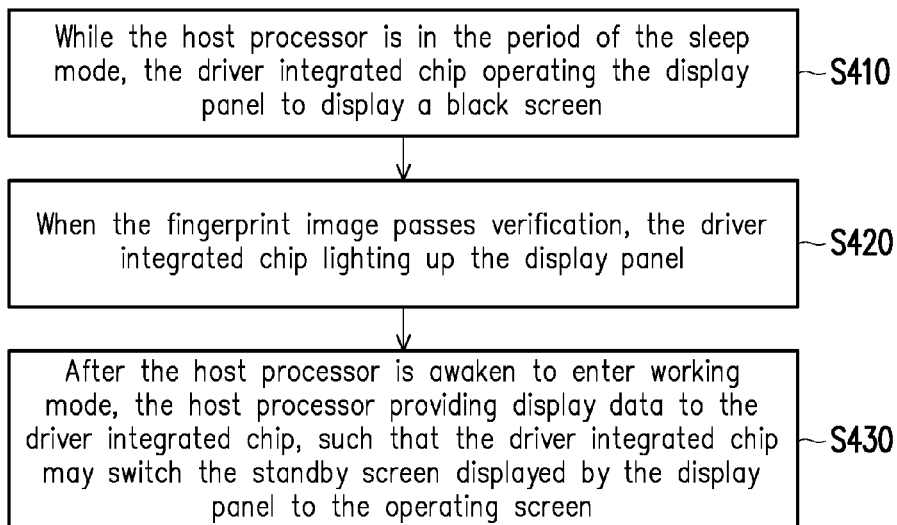 While the host processor is in the period of the sleep
mode, the driver integrated chip operating the display
panel to display a black screen
S410
When the fingerprint image passes verification, the driver
integrated chip lighting up the display panel
S420
After the host processor is awaken to enter working
mode, the host processor providing display data to the
driver integrated chip, such that the driver integrated chip
may switch the standby screen displayed by the display
panel to the operating screen
S430